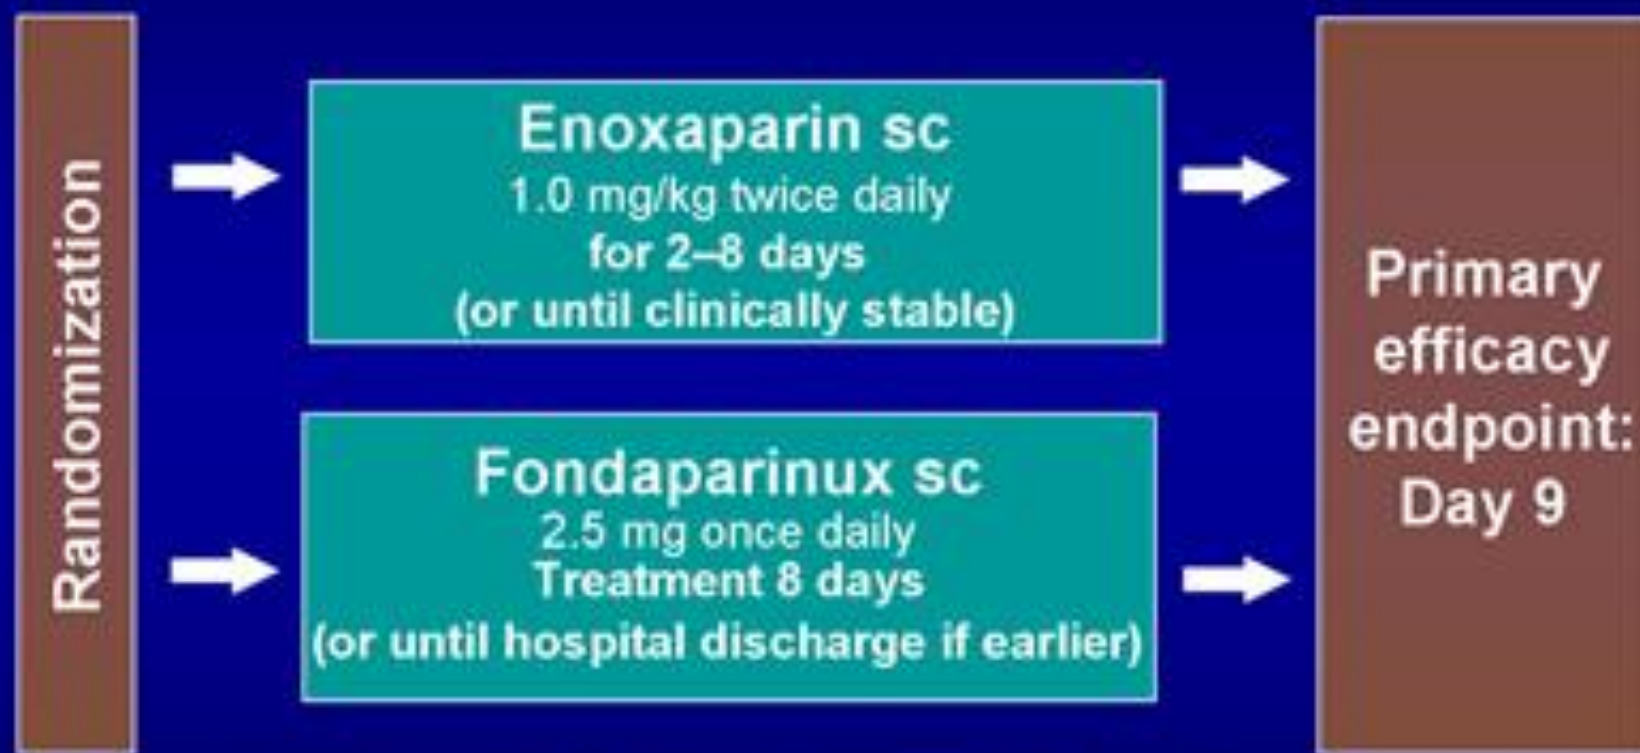 Randomization
Enoxaparin sc
1.0 mg/kg twice daily
for 2–8 days
(or until clinically stable)
Fondaparinux sc
2.5 mg once daily
Treatment 8 days
(or until hospital discharge if earlier)
Primary
efficacy
endpoint:
Day 9